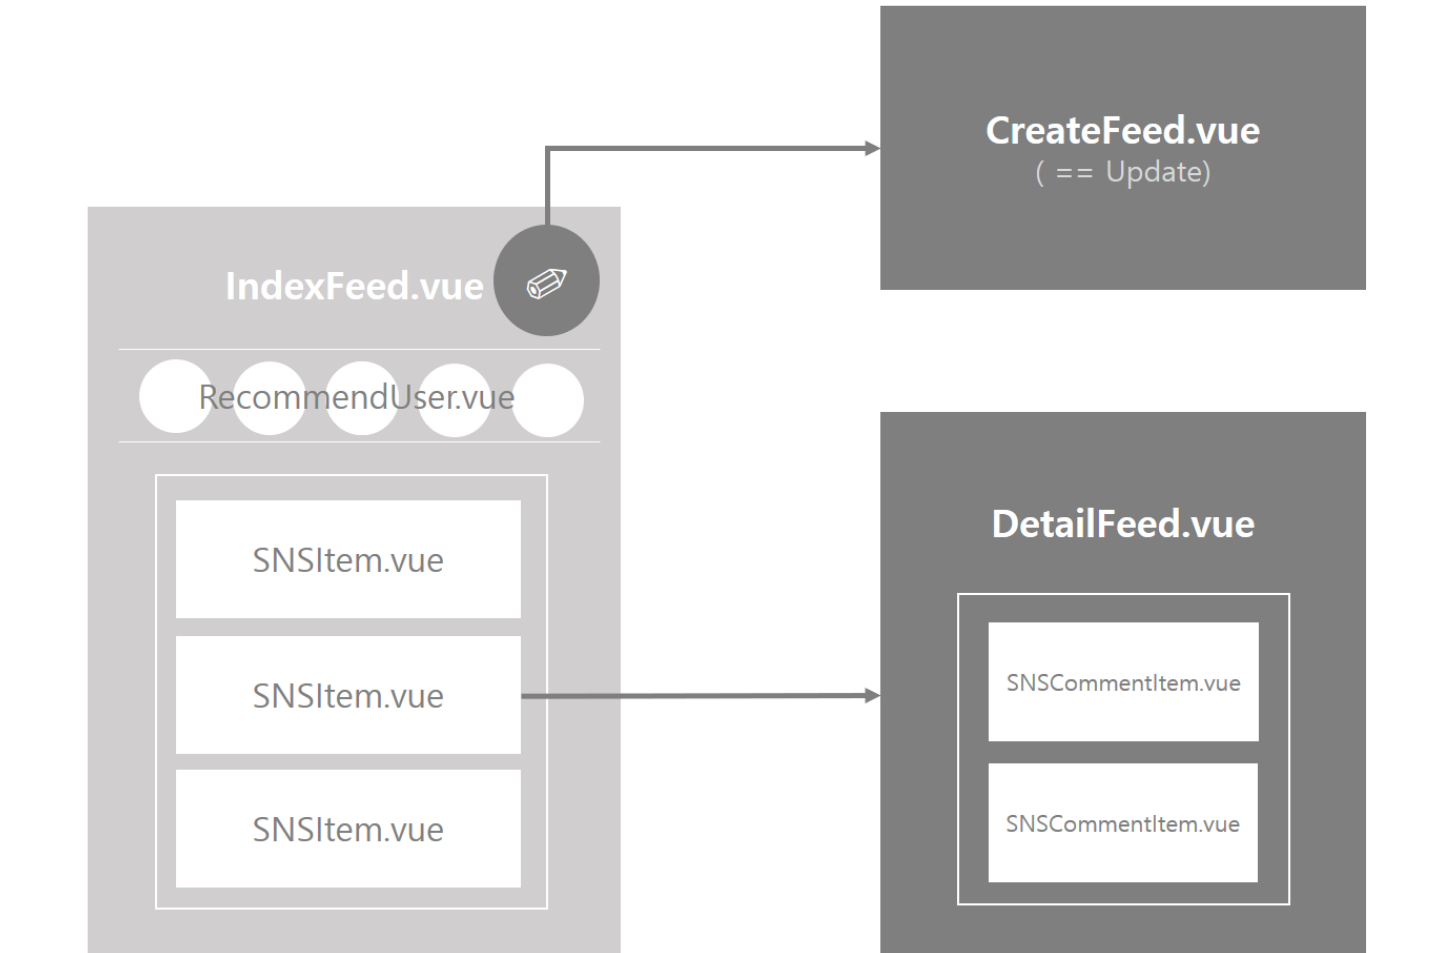 CreateFeed.vue
( == Update)
IndexFeed.vue
RecommendUser.vue
SNSItem.vue
SNSItem.vue
SNSItem.vue
DetailFeed.vue
SNSCommentItem.vue
SNSCommentItem.vue